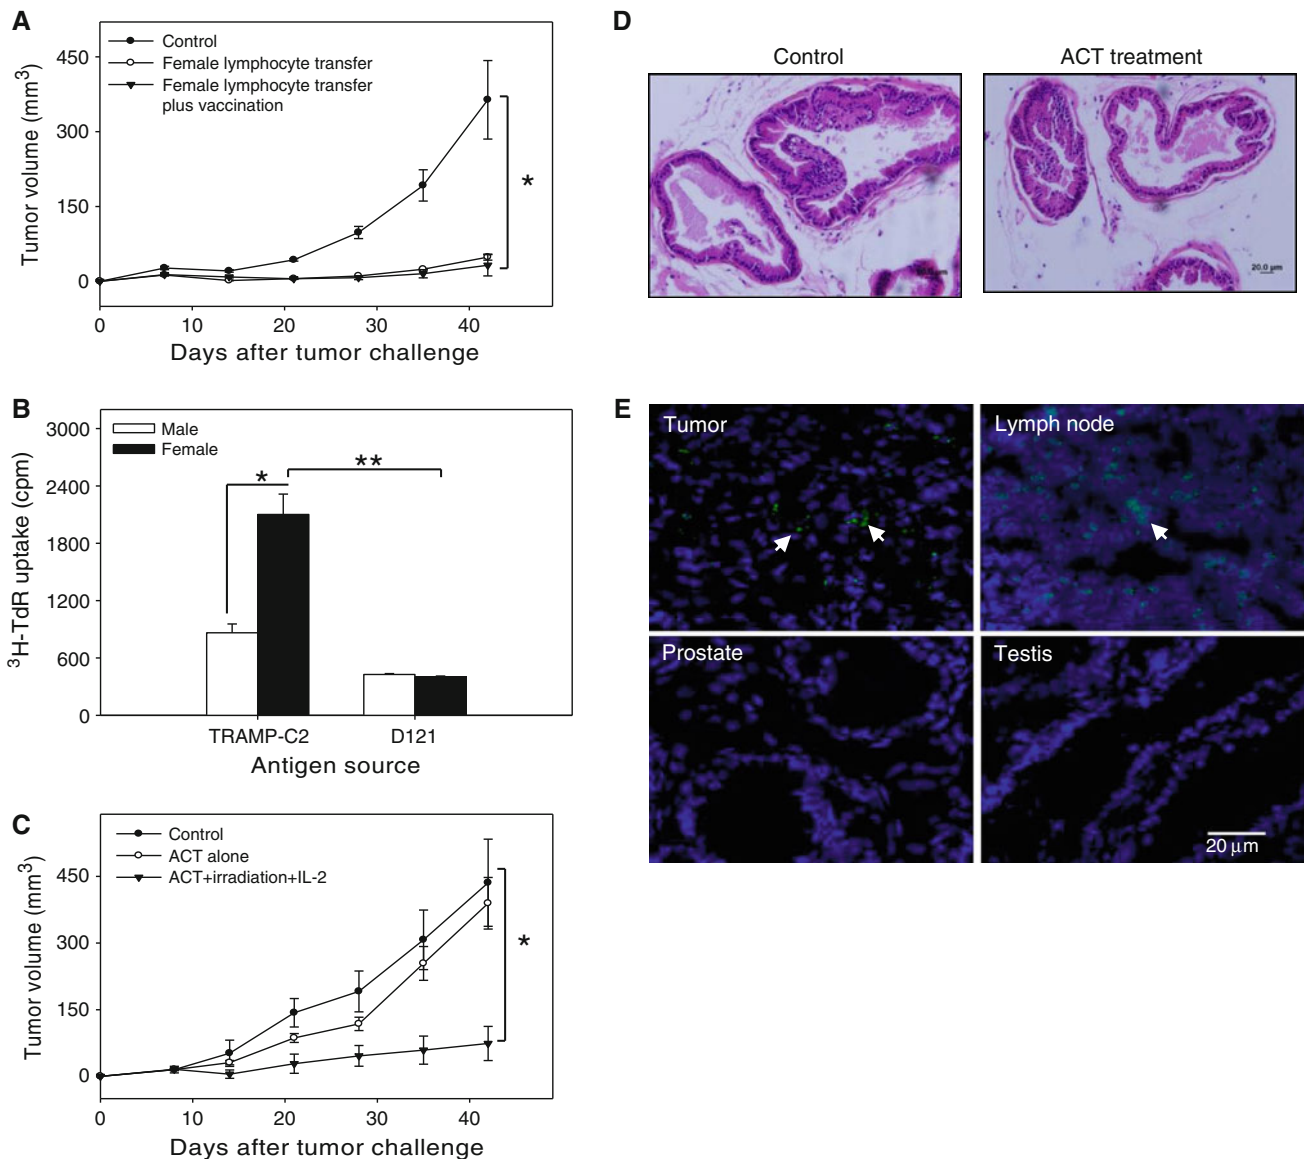 A
Tumor volume (mm³)
450
300
150
0
Control
Female lymphocyte transfer
Female lymphocyte transfer
plus vaccination
*
0 10 20 30 40
Days after tumor challenge
B
³H-TdR uptake (cpm)
3000
2400
1800
1200
600
0
Male
Female
*
**
TRAMP-C2 D121
Antigen source
C
Tumor volume (mm³)
450
300
150
0
Control
ACT alone
ACT+irradiation+IL-2
*
0 10 20 30 40
Days after tumor challenge
D
Control
ACT treatment
20.0 µm
E
Tumor
Lymph node
Prostate
Testis
20 µm